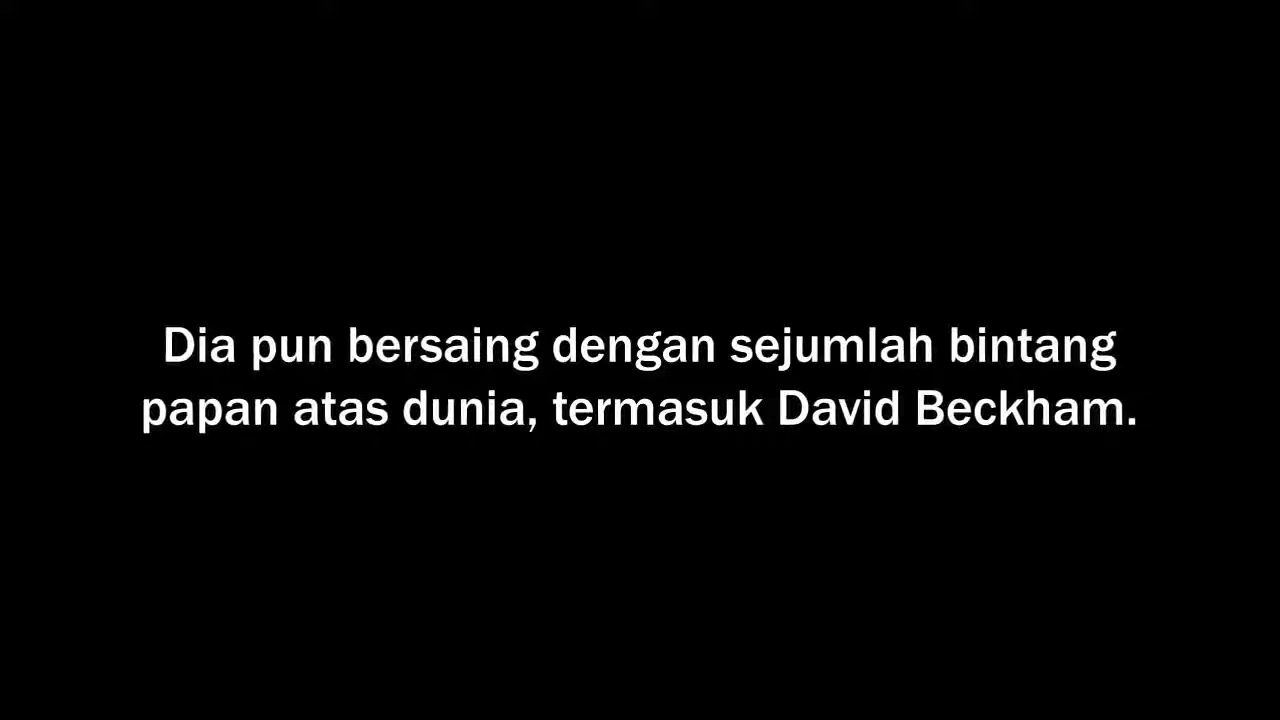 Dia pun bersaing dengan sejumlah bintang
papan atas dunia, termasuk David Beckham.